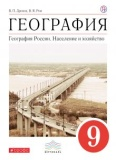 В. П. Дронов, В. Я. Ром
ГЕОГРАФИЯ
География России. Население и хозяйство
9